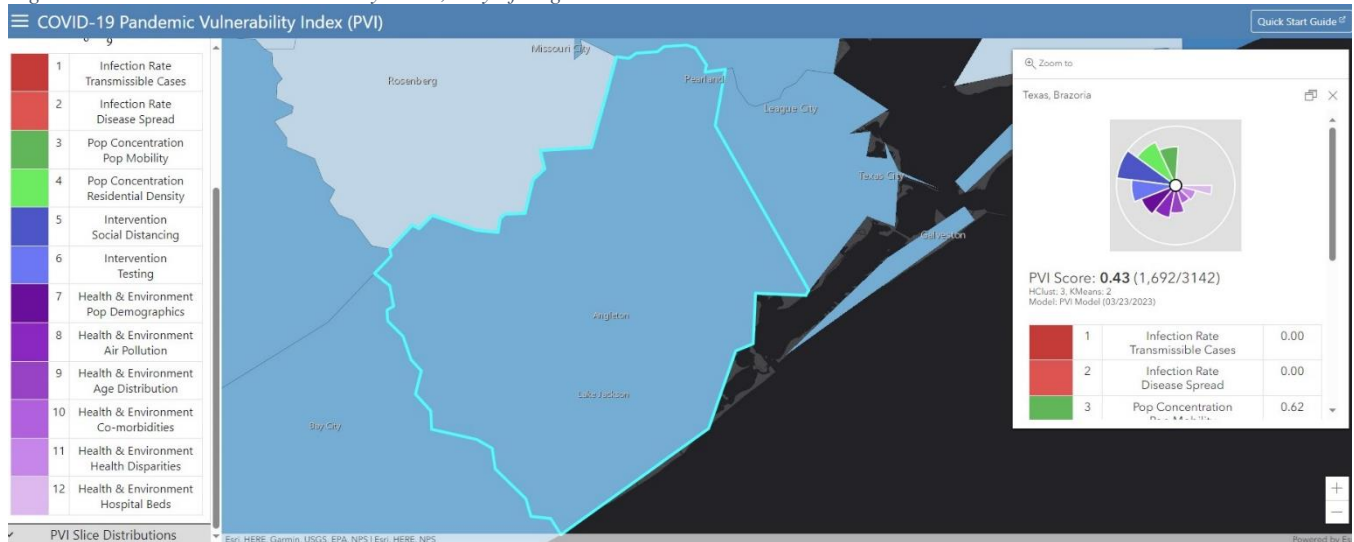 COVID-19 Pandemic Vulnerability Index (PVI)
Quick Start Guide
1 Infection Rate
Transmissible Cases
2 Infection Rate
Disease Spread
3 Pop Concentration
Pop Mobility
4 Pop Concentration
Residential Density
5 Intervention
Social Distancing
6 Intervention
Testing
7 Health & Environment
Pop Demographics
8 Health & Environment
Air Pollution
9 Health & Environment
Age Distribution
10 Health & Environment
Co-morbidities
11 Health & Environment
Health Disparities
12 Health & Environment
Hospital Beds
PVI Slice Distributions
Missouri City
Rosenberg
Pearland
League City
Texas City
Galveston
Angleton
Lake Jackson
Bay City
Esri, HERE, Garmin, USGS, EPA, NPS | Esri, HERE, NPS
Zoom to
Texas, Brazoria
PVI Score: 0.43 (1,692/3142)
HClust: 3, KMeans: 2
Model: PVI Model (03/23/2023)
1 Infection Rate 0.00
Transmissible Cases
2 Infection Rate 0.00
Disease Spread
3 Pop Concentration 0.62
Pop Mobility
+
−
Powered by Es